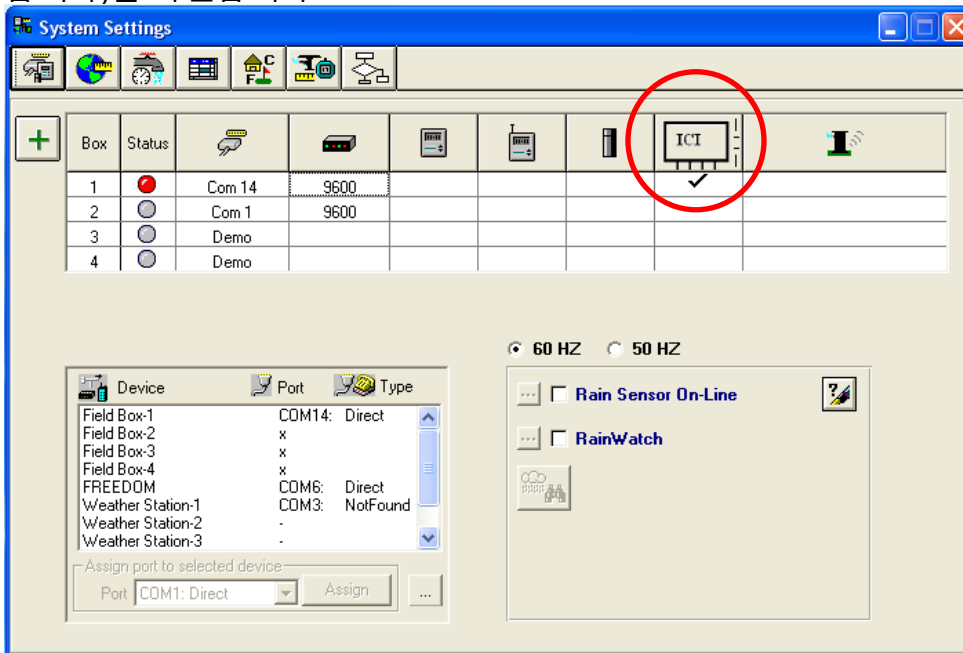 System Settings
F C
Box Status ICI
1 Com 14 9600
2 Com 1 9600
3 Demo
4 Demo
60 HZ 50 HZ
Device Port Type
Field Box-1 COM14: Direct
Field Box-2 x
Field Box-3 x
Field Box-4 x
FREEDOM COM6: Direct
Weather Station-1 COM3: NotFound
Weather Station-2 -
Weather Station-3 -
Assign port to selected device
Port COM1: Direct Assign ...
... Rain Sensor On-Line
... RainWatch